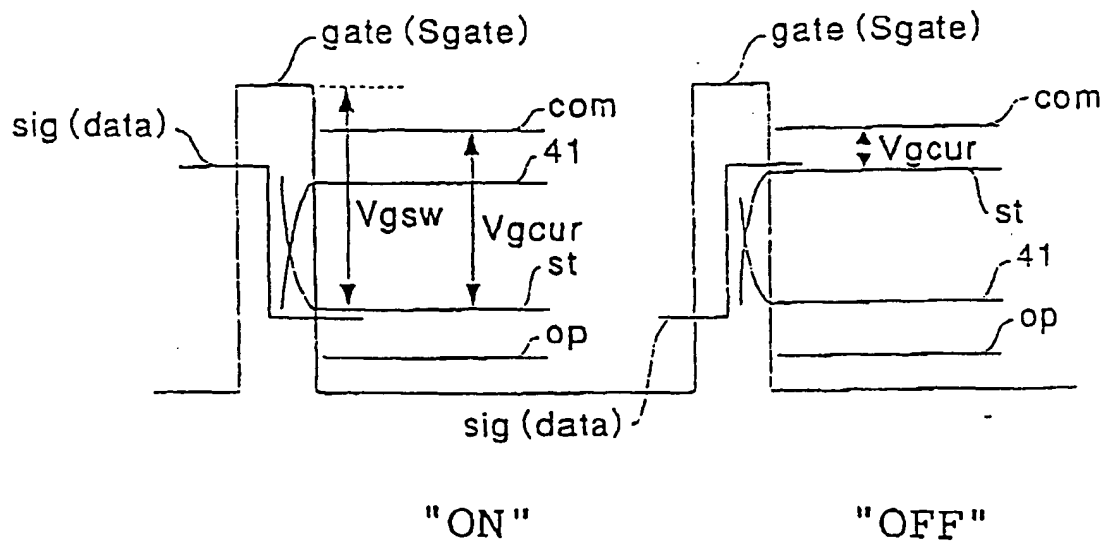 gate (Sgate)
gate (Sgate)
com
com
sig (data)
41
Vgcur
Vgsw
Vgcur
st
st
41
op
op
sig (data)
"ON"
"OFF"